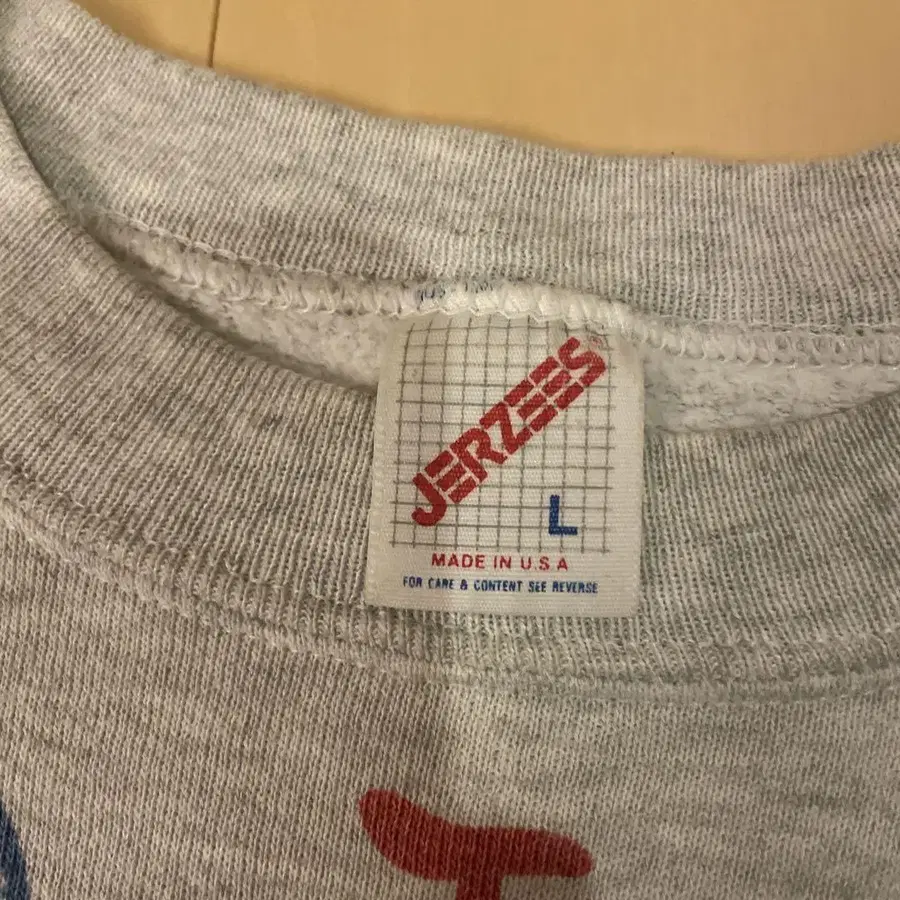 JERZEES
L
MADE IN U.S.A
FOR CARE & CONTENT SEE REVERSE